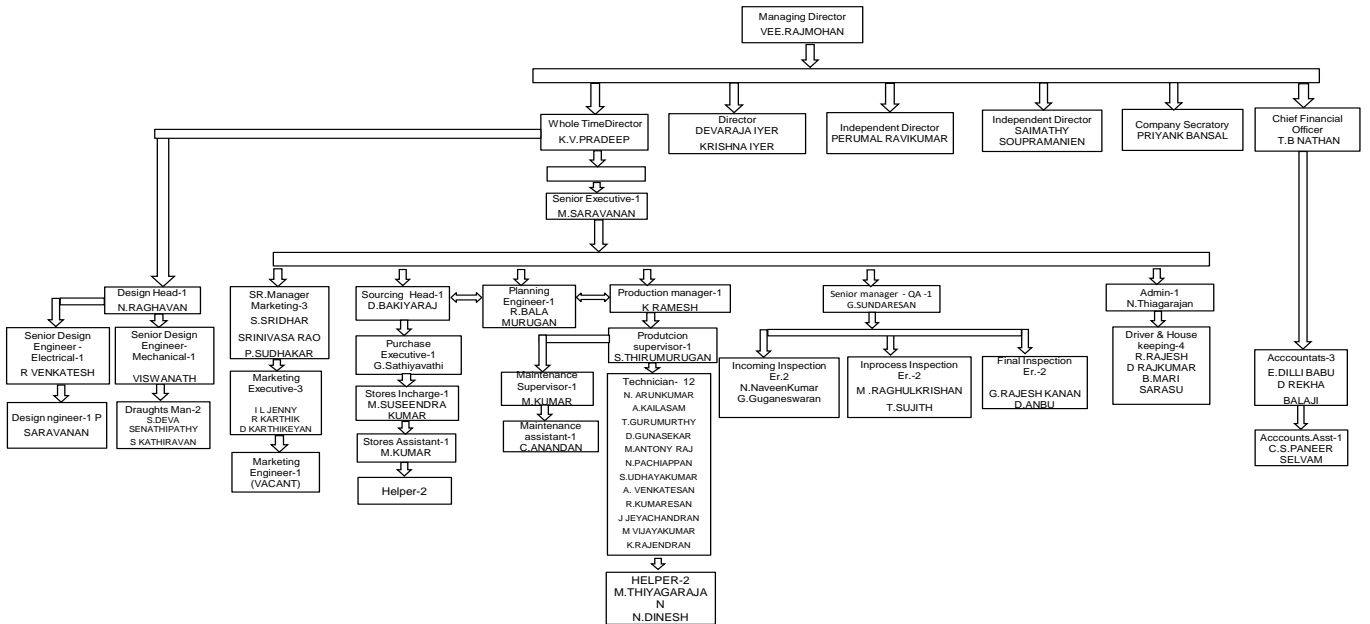 Managing Director
VEE.RAJMOHAN
Whole TimeDirector
K.V.PRADEEP
Director
DEVARAJA IYER
KRISHNA IYER
Independent Director
PERUMAL RAVIKUMAR
Independent Director
SAIMATHY
SOUPRAMANIEN
Company Secratory
PRIYANK BANSAL
Chief Financial
Officer
T.B NATHAN
Senior Executive-1
M.SARAVANAN
Design Head-1
N.RAGHAVAN
Senior Design
Engineer -
Electrical-1
R VENKATESH
Design ngineer-1 P
SARAVANAN
Senior Design
Engineer-
Mechanical-1
VISWANATH
Draughts Man-2
S.DEVA
SENATHIPATHY
S KATHIRAVAN
SR.Manager
Marketing-3
S.SRIDHAR
SRINIVASA RAO
P.SUDHAKAR
Marketing
Executive-3
I L JENNY
R KARTHIK
D KARTHIKEYAN
Marketing
Engineer-1
(VACANT)
Sourcing Head-1
D.BAKIYARAJ
Purchase
Executive-1
G.Sathiyavathi
Stores Incharge-1
M.SUSEENDRA
KUMAR
Stores Assistant-1
M.KUMAR
Helper-2
Planning
Engineer-1
R.BALA
MURUGAN
Production manager-1
K RAMESH
Produtcion
supervisor-1
S.THIRUMURUGAN
Maintenance
Supervisor-1
M.KUMAR
Maintenance
assistant-1
C.ANANDAN
Technician- 12
N. ARUNKUMAR
A.KAILASAM
T.GURUMURTHY
D.GUNASEKAR
M.ANTONY RAJ
N.PACHIAPPAN
S.UDHAYAKUMAR
A. VENKATESAN
R.KUMARESAN
J JEYACHANDRAN
M VIJAYAKUMAR
K.RAJENDRAN
HELPER-2
M.THIYAGARAJA
N
N.DINESH
Senior manager - QA -1
G.SUNDARESAN
Incoming Inspection
Er.2
N.NaveenKumar
G.Guganeswaran
Inprocess Inspection
Er.-2
M .RAGHULKRISHAN
T.SUJITH
Final Inspection
Er.-2
G.RAJESH KANAN
D.ANBU
Admin-1
N.Thiagarajan
Driver & House
keeping-4
R.RAJESH
D RAJKUMAR
B.MARI
SARASU
Acccountats-3
E.DILLI BABU
D REKHA
BALAJI
Acccounts.Asst-1
C.S.PANEER
SELVAM